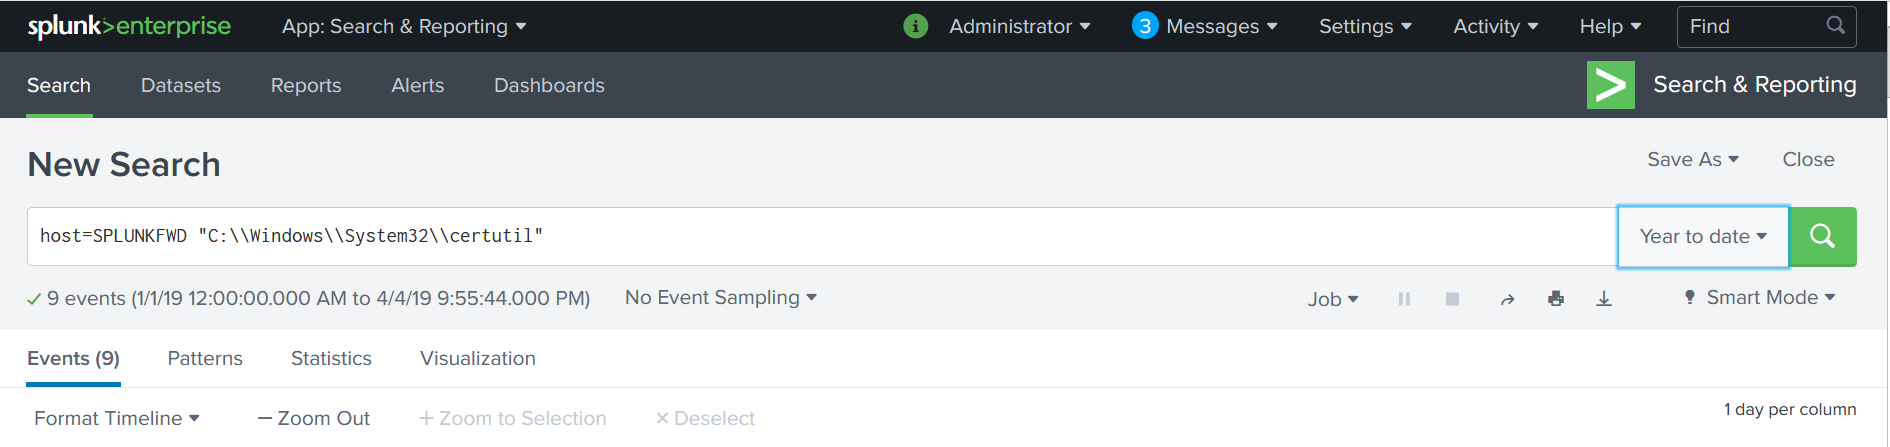 splunk>enterprise App: Search & Reporting i Administrator 3 Messages Settings Activity Help Find
Search Datasets Reports Alerts Dashboards > Search & Reporting
New Search Save As Close
host=SPLUNKFWD "C:\\Windows\\System32\\certutil" Year to date
9 events (1/1/19 12:00:00.000 AM to 4/4/19 9:55:44.000 PM) No Event Sampling Job Smart Mode
Events (9) Patterns Statistics Visualization
Format Timeline — Zoom Out + Zoom to Selection × Deselect 1 day per column